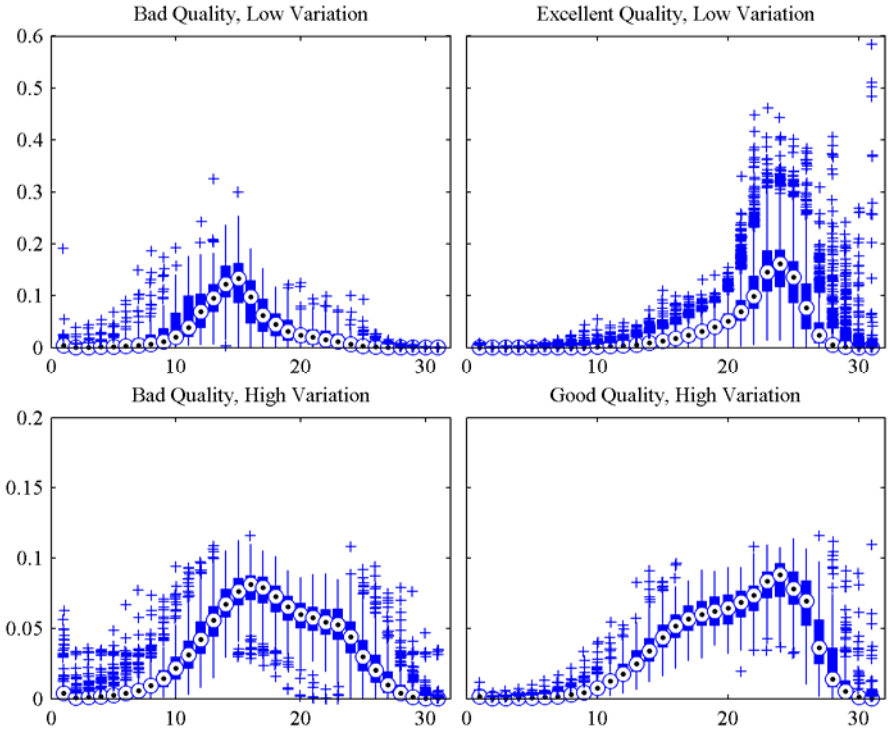 Bad Quality, Low Variation
Excellent Quality, Low Variation
0.6
0.5
0.4
0.3
0.2
0.1
0
0 10 20 30
0 10 20 30
Bad Quality, High Variation
Good Quality, High Variation
0.2
0.15
0.1
0.05
0
0 10 20 30
0 10 20 30